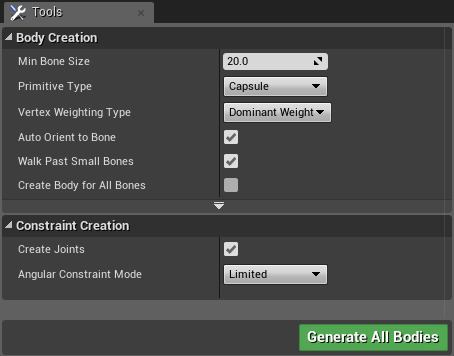 Tools
Body Creation
Min Bone Size 20.0
Primitive Type Capsule
Vertex Weighting Type Dominant Weight
Auto Orient to Bone
Walk Past Small Bones
Create Body for All Bones
Constraint Creation
Create Joints
Angular Constraint Mode Limited
Generate All Bodies